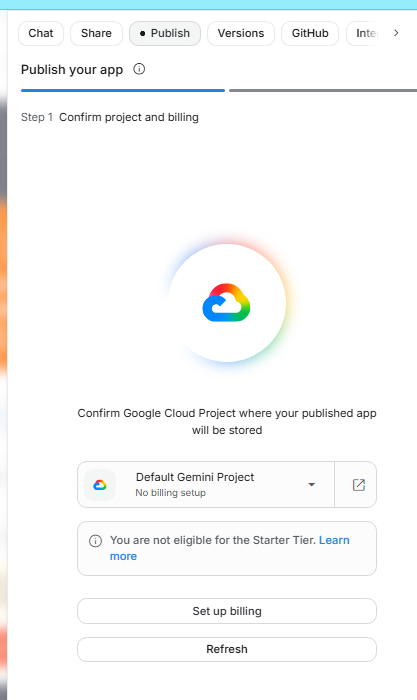 Chat Share Publish Versions GitHub Inte
Publish your app
Step 1 Confirm project and billing
Confirm Google Cloud Project where your published app
will be stored
Default Gemini Project
No billing setup
You are not eligible for the Starter Tier. Learn
more
Set up billing
Refresh